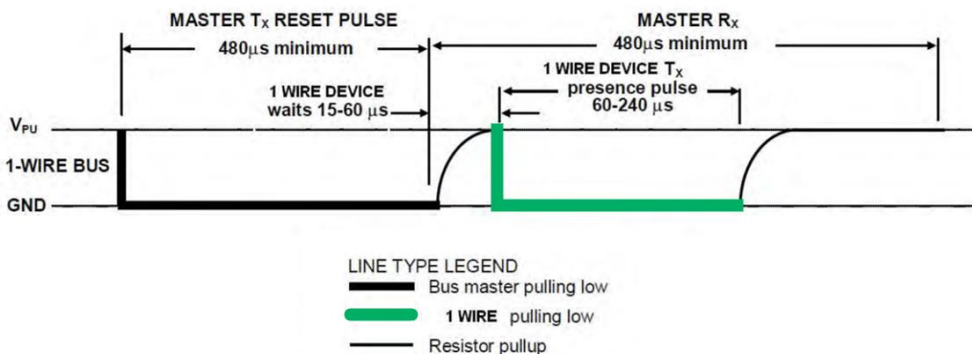 MASTER TX RESET PULSE
480μs minimum
MASTER RX
480μs minimum
1 WIRE DEVICE
waits 15-60 μs
1 WIRE DEVICE TX
presence pulse
60-240 μs
VPU
1-WIRE BUS
GND
LINE TYPE LEGEND
Bus master pulling low
1 WIRE pulling low
Resistor pullup